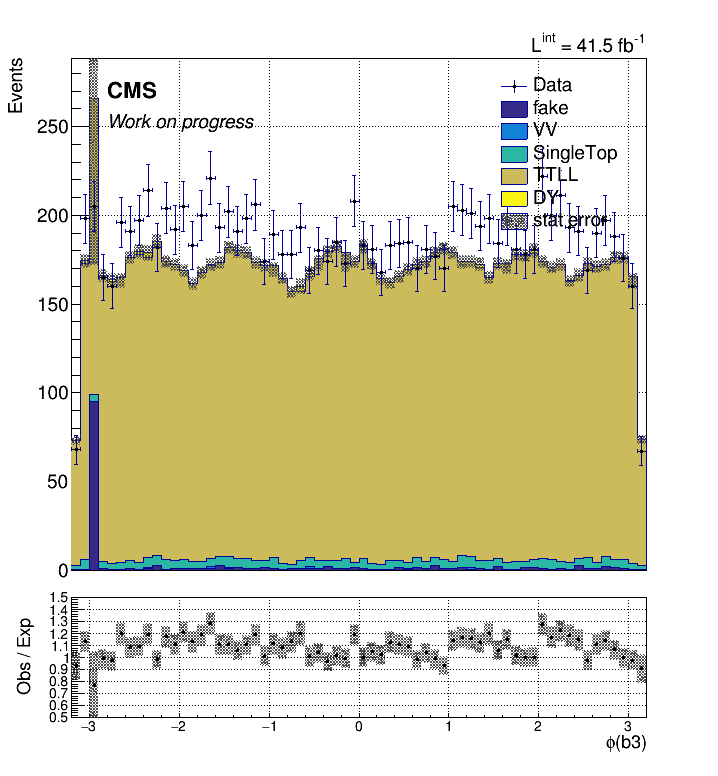 L^int = 41.5 fb^-1
Events
CMS
Work on progress
Data
fake
VV
SingleTop
TTLL
DY
stat error
250
200
150
100
50
0
Obs / Exp
1.5
1.4
1.3
1.2
1.1
1
0.9
0.8
0.7
0.6
0.5
−3 −2 −1 0 1 2 3
ϕ(b3)